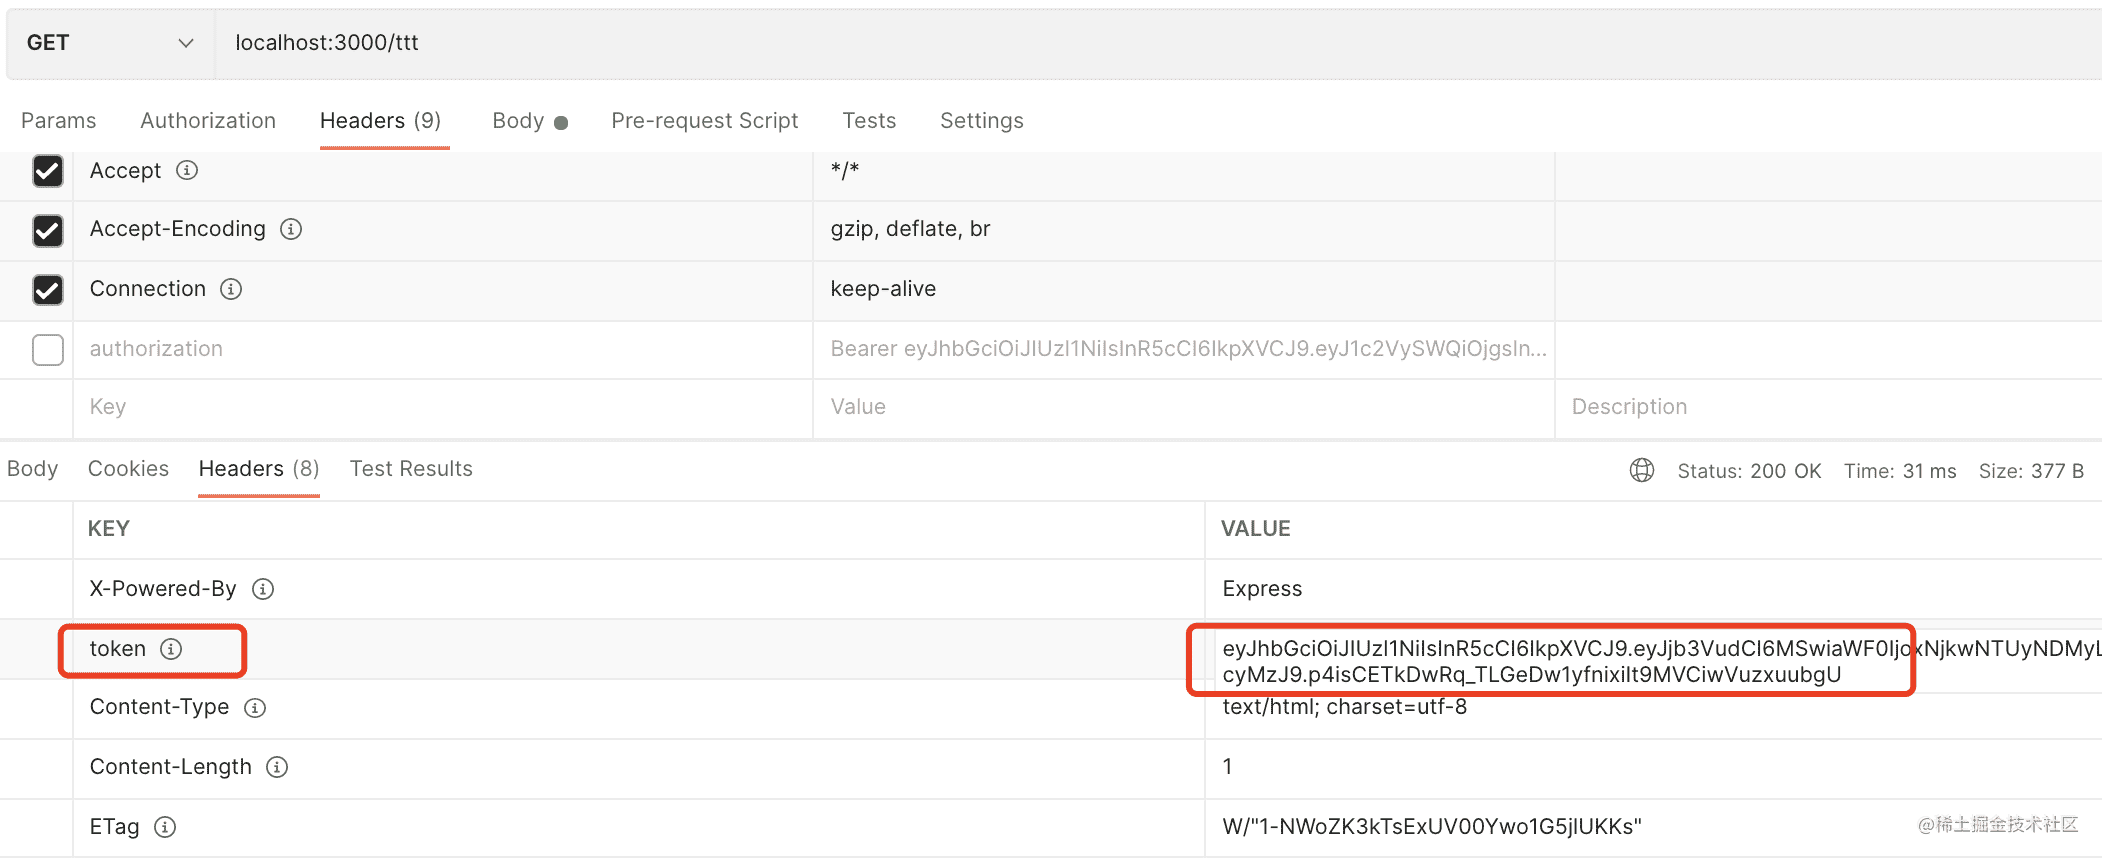 GET localhost:3000/ttt
Params Authorization Headers (9) Body Pre-request Script Tests Settings
Accept */*
Accept-Encoding gzip, deflate, br
Connection keep-alive
authorization Bearer eyJhbGciOiJIUzI1NiIsInR5cCI6IkpXVCJ9.eyJ1c2VySWQiOjgsIn...
Key Value Description
Body Cookies Headers (8) Test Results Status: 200 OK Time: 31 ms Size: 377 B
KEY VALUE
X-Powered-By Express
token eyJhbGciOiJIUzI1NiIsInR5cCI6IkpXVCJ9.eyJjb3VudCI6MSwiaWF0IjoxNjkwNTUyNDMyL
cyMzJ9.p4isCETkDwRq_TLGeDw1yfnixiIt9MVCiwVuzxuubgU
Content-Type text/html; charset=utf-8
Content-Length 1
ETag W/"1-NWoZK3kTsExUV00Ywo1G5jlUKKs"
@稀土掘金技术社区